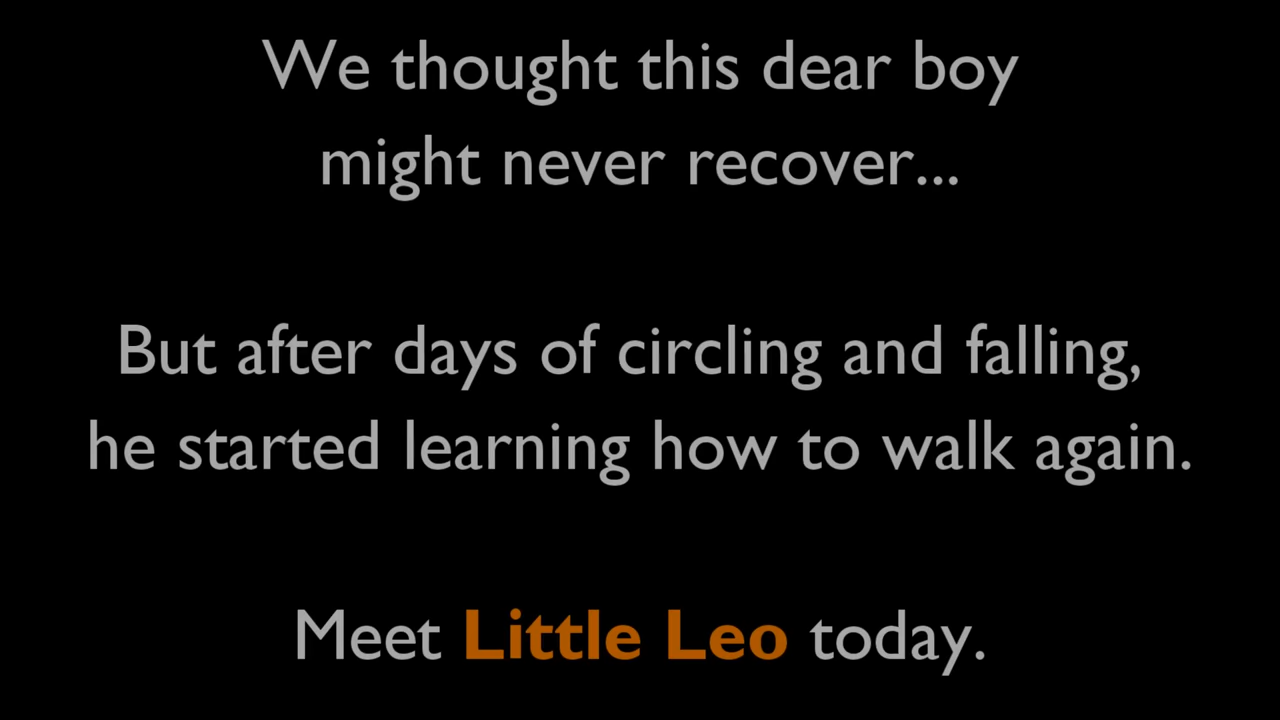 We thought this dear boy
might never recover...
But after days of circling and falling,
he started learning how to walk again.
Meet Little Leo today.